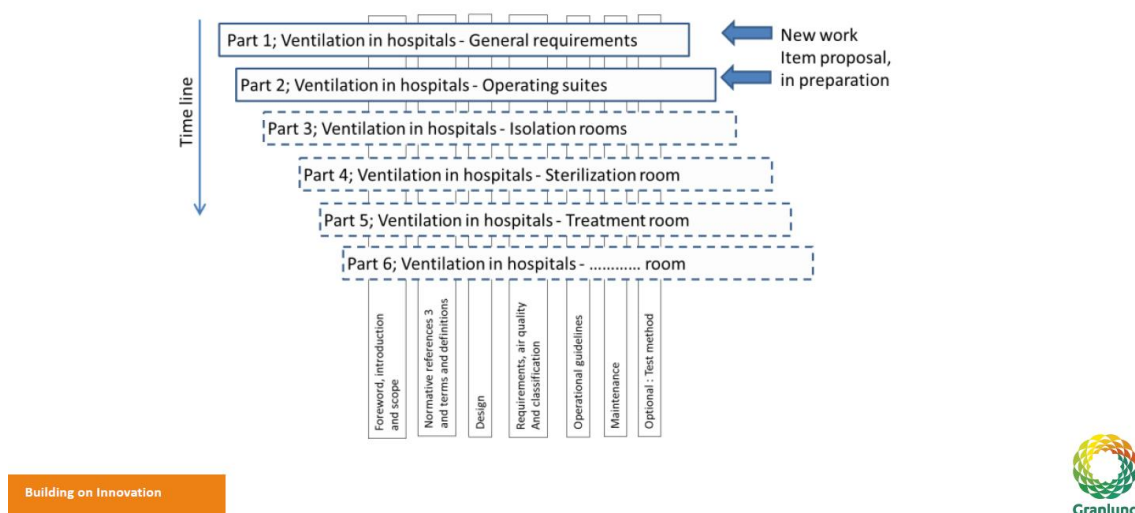 Part 1; Ventilation in hospitals - General requirements
Part 2; Ventilation in hospitals - Operating suites
Part 3; Ventilation in hospitals - Isolation rooms
Part 4; Ventilation in hospitals - Sterilization room
Part 5; Ventilation in hospitals - Treatment room
Part 6; Ventilation in hospitals - ............ room
New work
Item proposal,
in preparation
Time line
Foreword, introduction
and scope
Normative references 3
and terms and definitions
Design
Requirements, air quality
And classification
Operational guidelines
Maintenance
Optional : Test method
Building on Innovation
Granlund